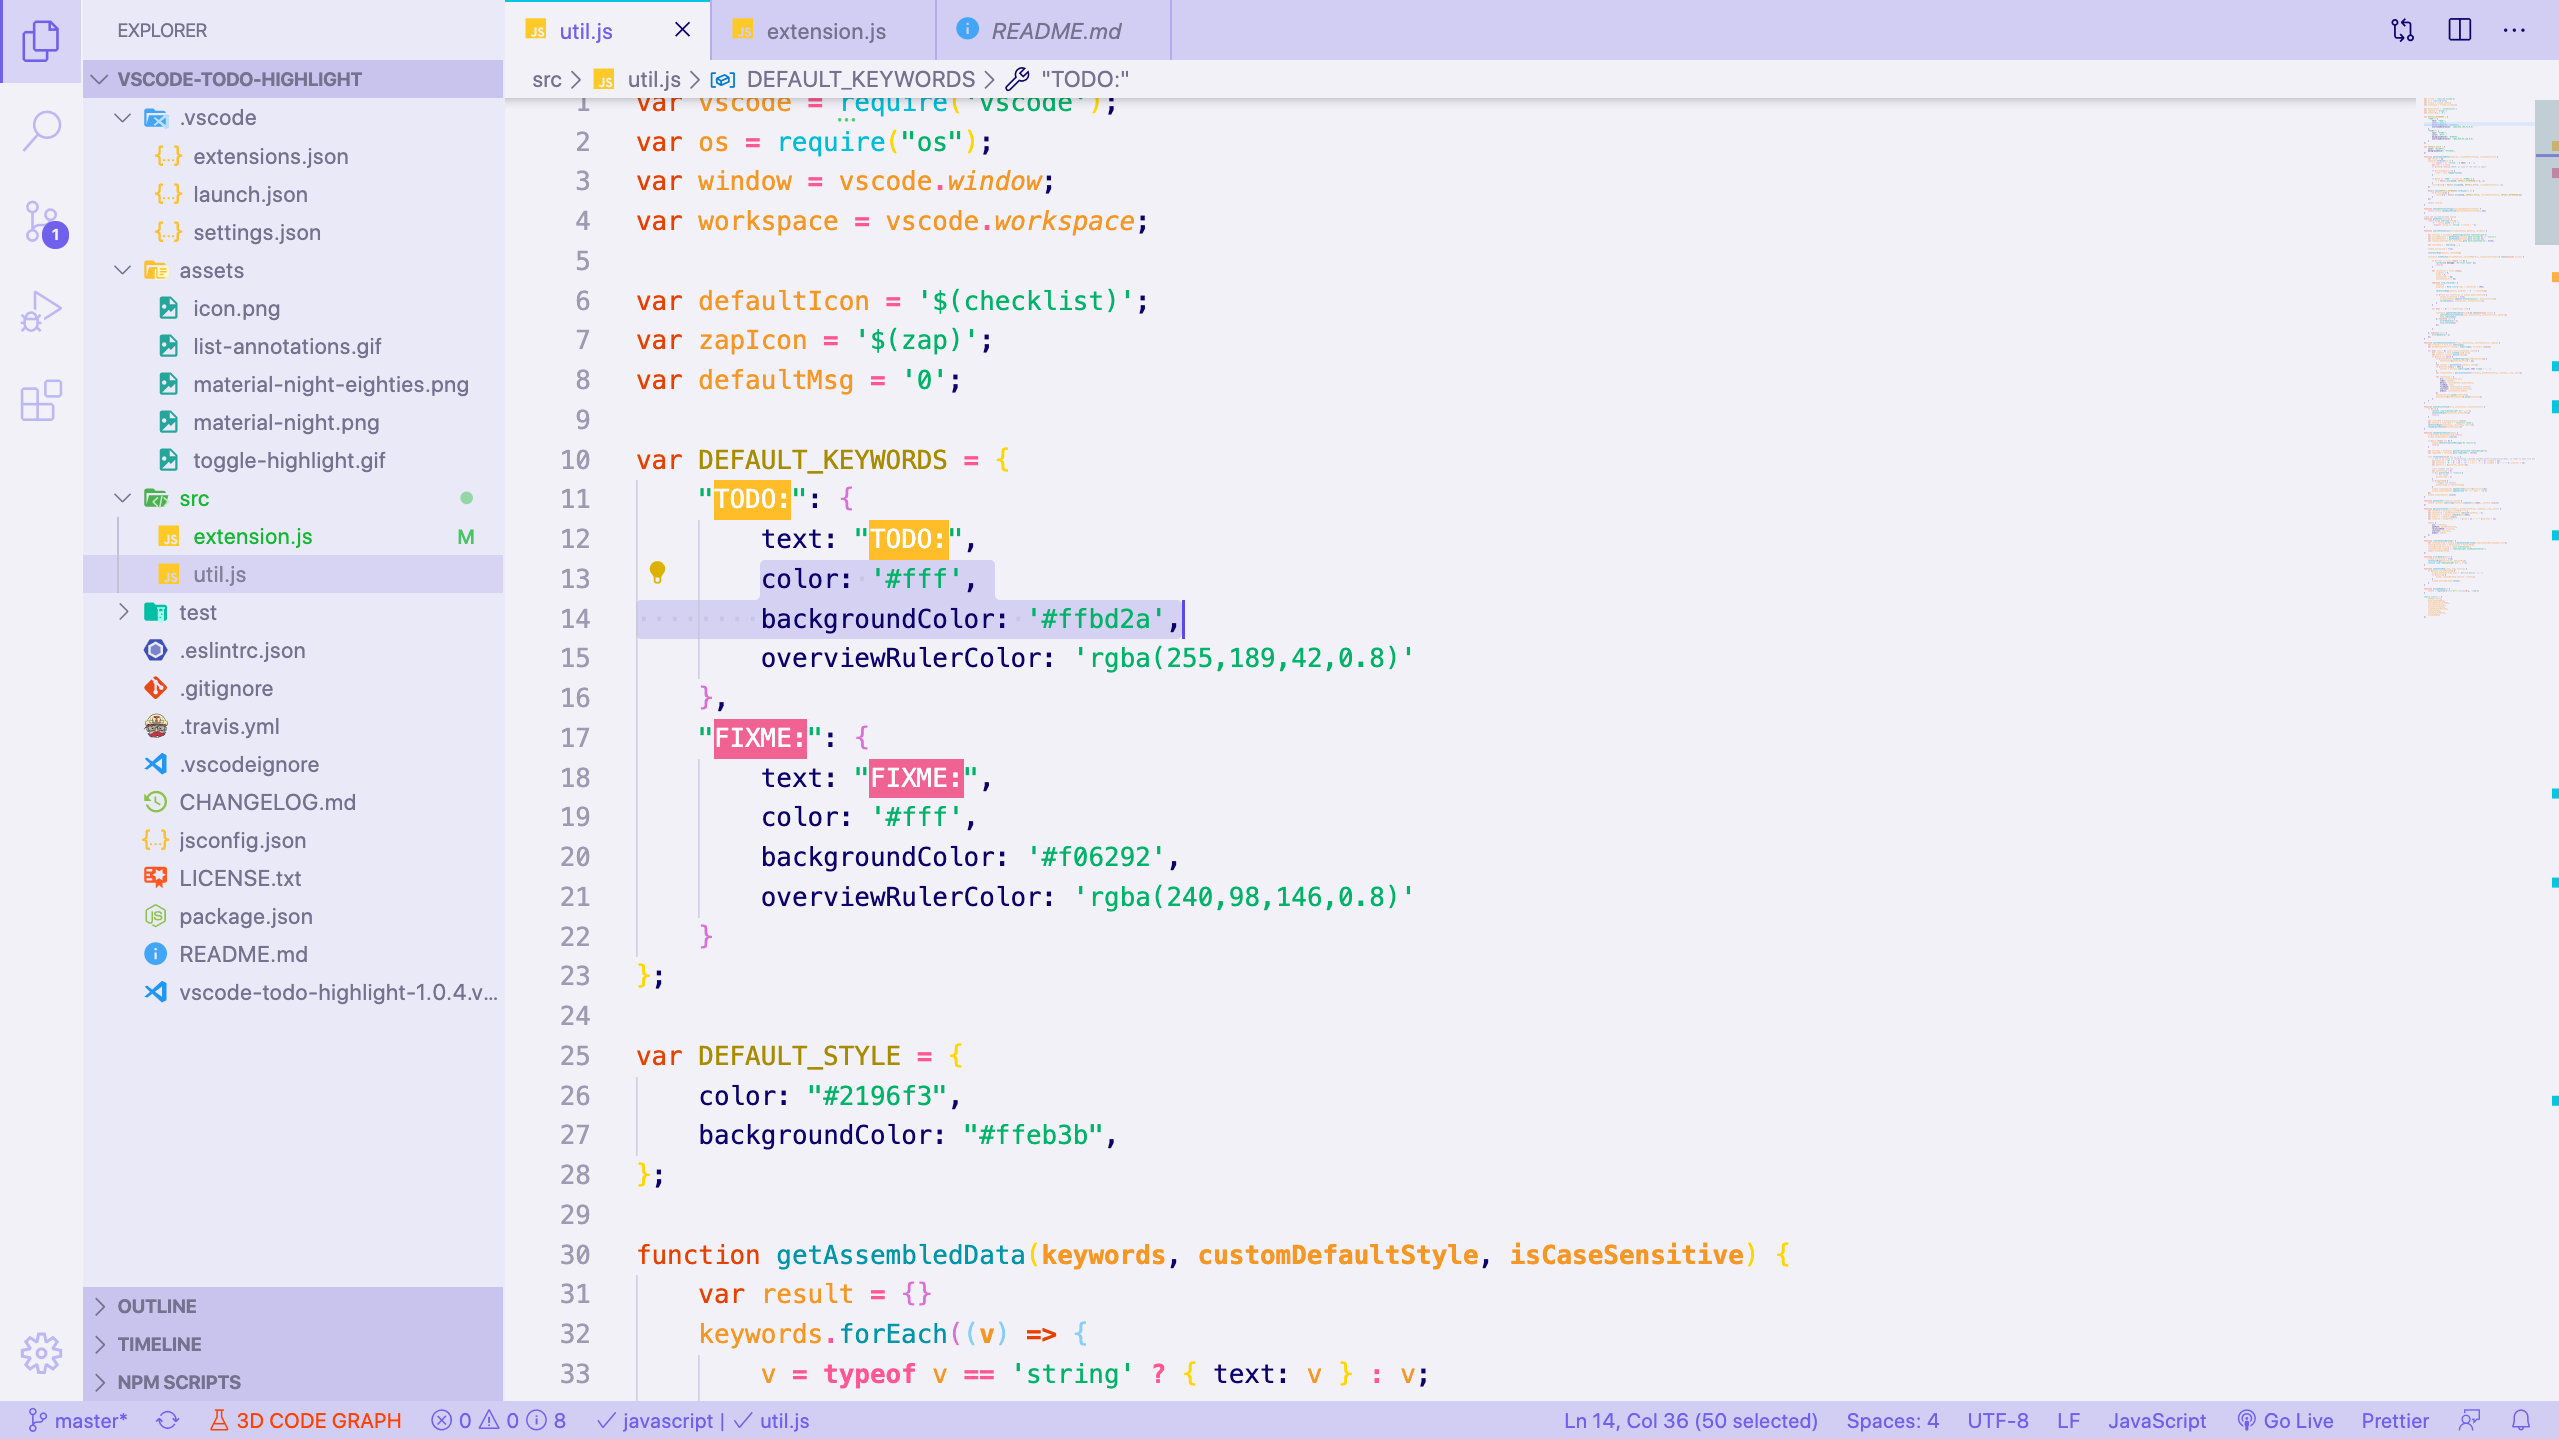 EXPLORER
VSCODE-TODO-HIGHLIGHT
.vscode
extensions.json
launch.json
settings.json
assets
icon.png
list-annotations.gif
material-night-eighties.png
material-night.png
toggle-highlight.gif
src
extension.js M
util.js
test
.eslintrc.json
.gitignore
.travis.yml
.vscodeignore
CHANGELOG.md
jsconfig.json
LICENSE.txt
package.json
README.md
vscode-todo-highlight-1.0.4.v...
OUTLINE
TIMELINE
NPM SCRIPTS
1
util.js
extension.js
README.md
src > util.js > DEFAULT_KEYWORDS > "TODO:"
1 var vscode = require('vscode');
2 var os = require("os");
3 var window = vscode.window;
4 var workspace = vscode.workspace;
5
6 var defaultIcon = '$(checklist)';
7 var zapIcon = '$(zap)';
8 var defaultMsg = '0';
9
10 var DEFAULT_KEYWORDS = {
11 "TODO:": {
12 text: "TODO:",
13 color: '#fff',
14 backgroundColor: '#ffbd2a',
15 overviewRulerColor: 'rgba(255,189,42,0.8)'
16 },
17 "FIXME:": {
18 text: "FIXME:",
19 color: '#fff',
20 backgroundColor: '#f06292',
21 overviewRulerColor: 'rgba(240,98,146,0.8)'
22 }
23 };
24
25 var DEFAULT_STYLE = {
26 color: "#2196f3",
27 backgroundColor: "#ffeb3b",
28 };
29
30 function getAssembledData(keywords, customDefaultStyle, isCaseSensitive) {
31 var result = {}
32 keywords.forEach((v) => {
33 v = typeof v == 'string' ? { text: v } : v;
master* 3D CODE GRAPH 0 0 8 javascript | util.js Ln 14, Col 36 (50 selected) Spaces: 4 UTF-8 LF JavaScript Go Live Prettier